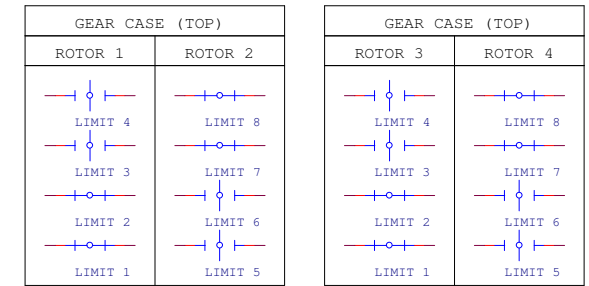 GEAR CASE (TOP)
ROTOR 1 ROTOR 2
LIMIT 4 LIMIT 8
LIMIT 3 LIMIT 7
LIMIT 2 LIMIT 6
LIMIT 1 LIMIT 5
GEAR CASE (TOP)
ROTOR 3 ROTOR 4
LIMIT 4 LIMIT 8
LIMIT 3 LIMIT 7
LIMIT 2 LIMIT 6
LIMIT 1 LIMIT 5